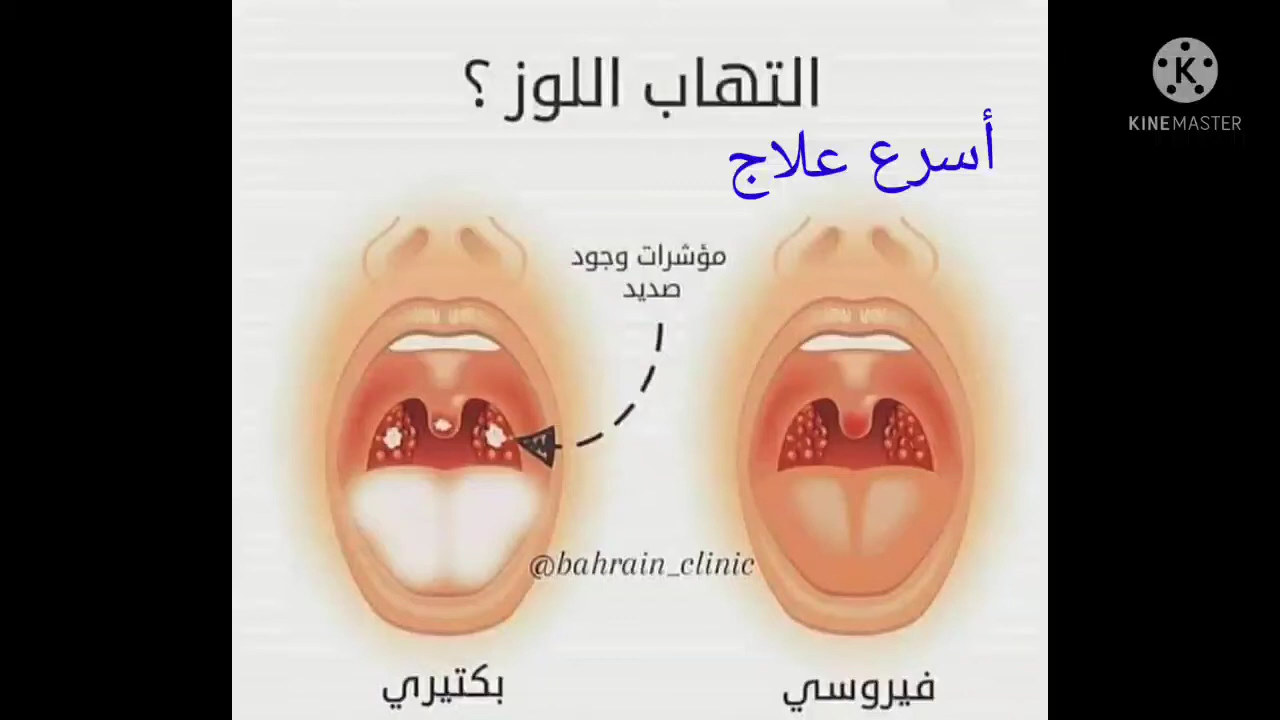 التهاب اللوز ؟
أسرع علاج
مؤشرات وجود
صديد
@bahrain_clinic
فيروسي
بكتيري
KINEMASTER